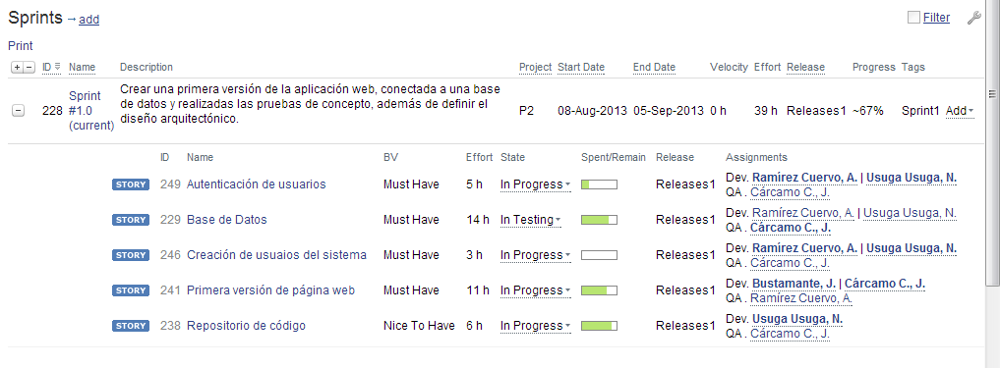 Sprints → add
Filter
Print
+ -
ID Name Description Project Start Date End Date Velocity Effort Release Progress Tags
Sprint #1.0 (current)
Crear una primera versión de la aplicación web, conectada a una base
de datos y realizadas las pruebas de concepto, además de definir el
diseño arquitectónico.
- 228 P2 08-Aug-2013 05-Sep-2013 0 h 39 h Releases1 ~67% Sprint1 Add
ID Name BV Effort State Spent/Remain Release Assignments
STORY 249 Autenticación de usuarios Must Have 5 h In Progress Releases1 Dev. Ramírez Cuervo, A. | Usuga Usuga, N.
QA . Cárcamo C., J.
STORY 229 Base de Datos Must Have 14 h In Testing Releases1 Dev. Ramírez Cuervo, A. | Usuga Usuga, N.
QA . Cárcamo C., J.
STORY 246 Creación de usuaios del sistema Must Have 3 h In Progress Releases1 Dev. Ramírez Cuervo, A. | Usuga Usuga, N.
QA . Cárcamo C., J.
STORY 241 Primera versión de página web Must Have 11 h In Progress Releases1 Dev. Bustamante, J. | Cárcamo C., J.
QA . Ramírez Cuervo, A.
STORY 238 Repositorio de código Nice To Have 6 h In Progress Releases1 Dev. Usuga Usuga, N.
QA . Cárcamo C., J.